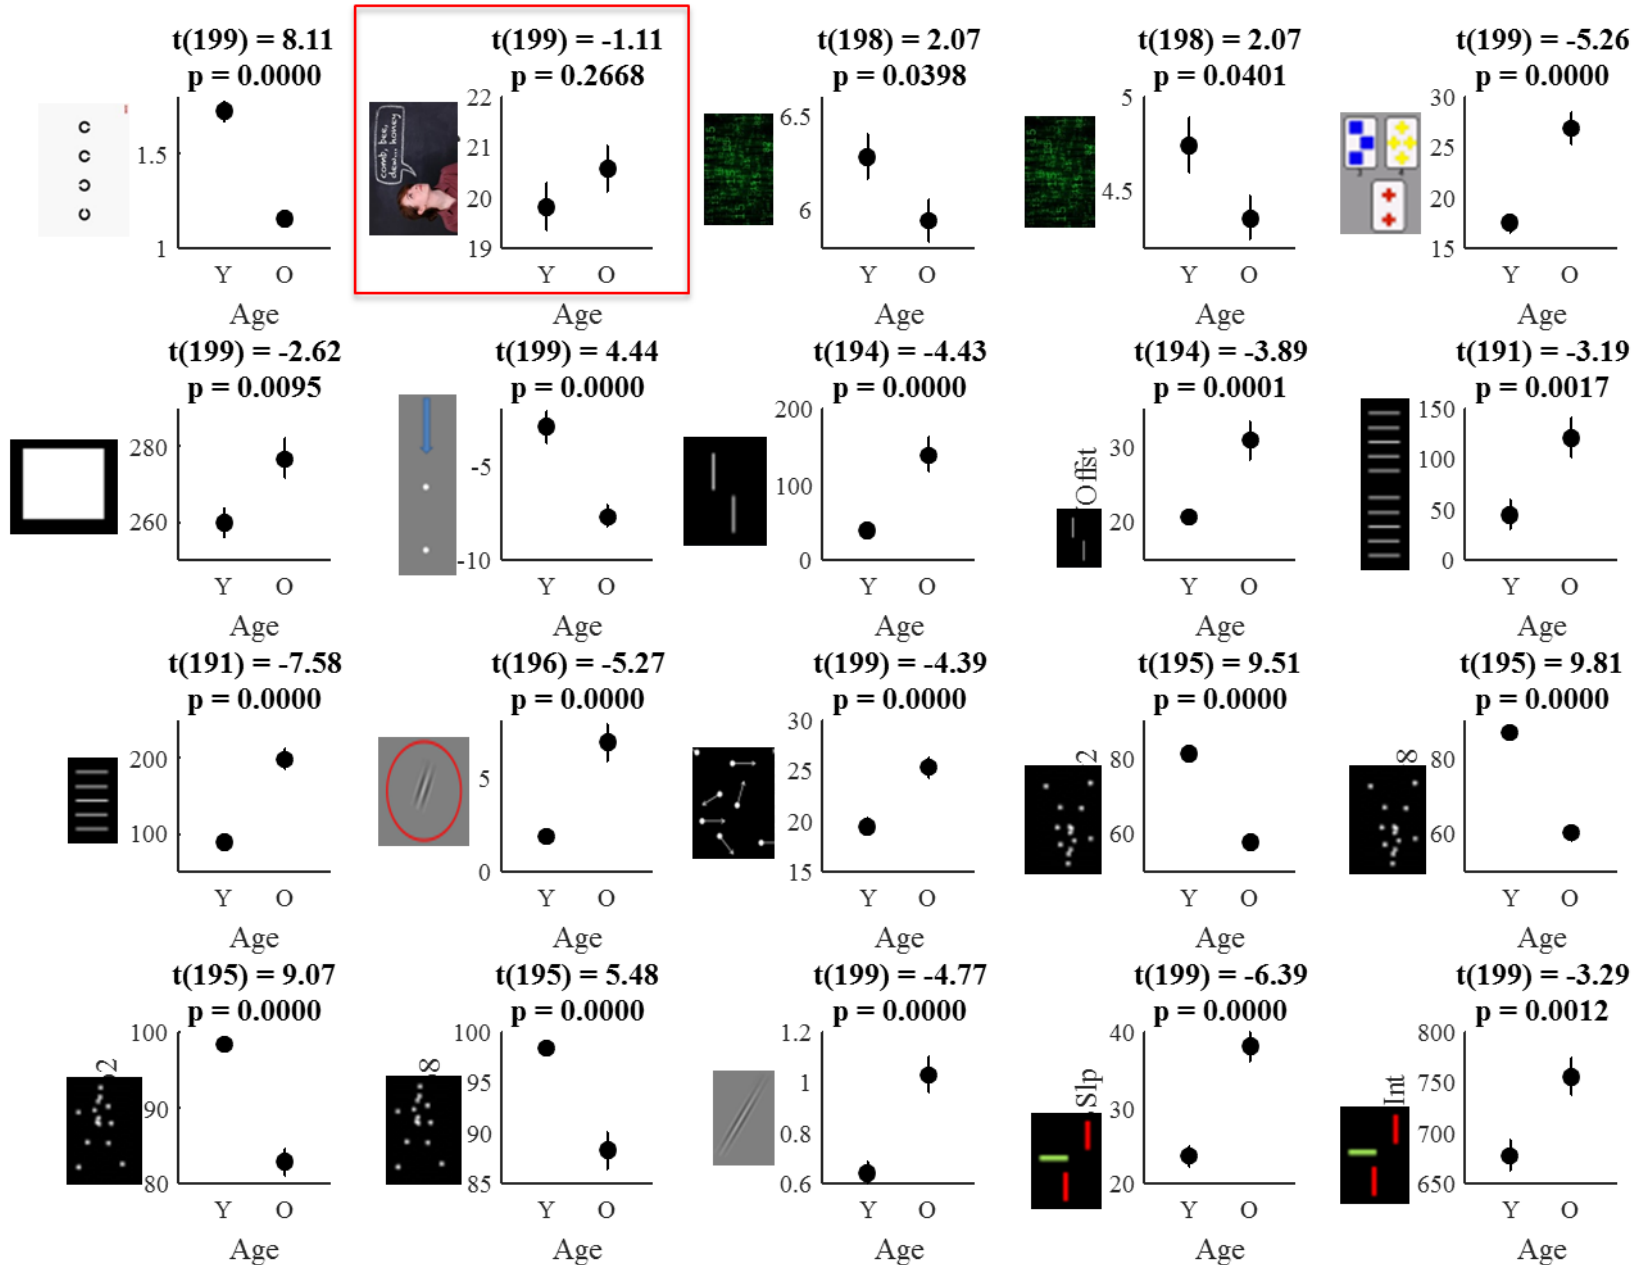 t(199) = 8.11
p = 0.0000
1.5
1
Y O
Age
t(199) = -1.11
p = 0.2668
comb, bee,
dew... honey
22
21
20
19
Y O
Age
t(198) = 2.07
p = 0.0398
6.5
6
Y O
Age
t(198) = 2.07
p = 0.0401
5
4.5
Y O
Age
t(199) = -5.26
p = 0.0000
30
25
20
15
Y O
Age
t(199) = -2.62
p = 0.0095
280
260
Y O
Age
t(199) = 4.44
p = 0.0000
-5
-10
Y O
Age
t(194) = -4.43
p = 0.0000
200
100
0
Y O
Age
t(194) = -3.89
p = 0.0001
Offst
30
20
Y O
Age
t(191) = -3.19
p = 0.0017
150
100
50
0
Y O
Age
t(191) = -7.58
p = 0.0000
200
100
Y O
Age
t(196) = -5.27
p = 0.0000
5
0
Y O
Age
t(199) = -4.39
p = 0.0000
30
25
20
15
Y O
Age
t(195) = 9.51
p = 0.0000
2
80
60
Y O
Age
t(195) = 9.81
p = 0.0000
8
80
60
Y O
Age
t(195) = 9.07
p = 0.0000
2
100
90
80
Y O
Age
t(195) = 5.48
p = 0.0000
8
100
95
90
85
Y O
Age
t(199) = -4.77
p = 0.0000
1.2
1
0.8
0.6
Y O
Age
t(199) = -6.39
p = 0.0000
Slp
40
30
20
Y O
Age
t(199) = -3.29
p = 0.0012
Int
800
750
700
650
Y O
Age